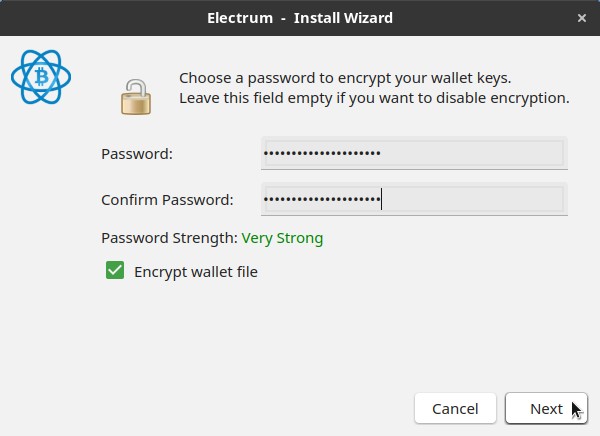 Electrum - Install Wizard
Choose a password to encrypt your wallet keys.
Leave this field empty if you want to disable encryption.
Password: •••••••••••••••••••••
Confirm Password: •••••••••••••••••••••
Password Strength: Very Strong
Encrypt wallet file
Cancel Next